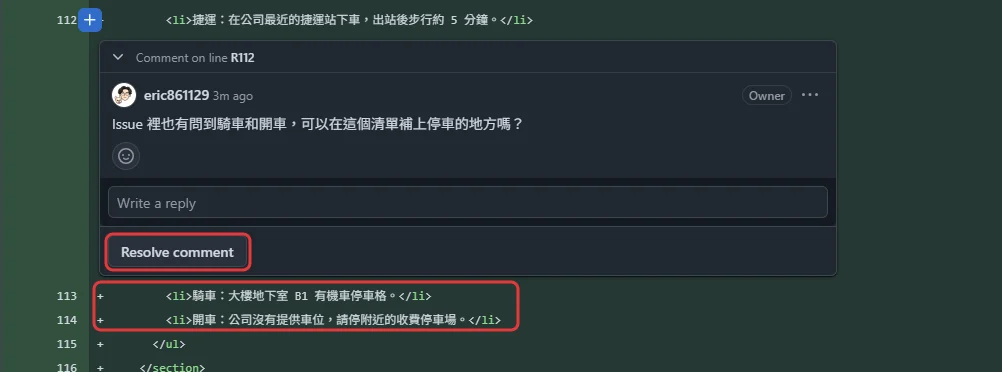 112 + <li>捷運：在公司最近的捷運站下車，出站後步行約 5 分鐘。</li>
Comment on line R112
eric861129 3m ago Owner ···
Issue 裡也有問到騎車和開車，可以在這個清單補上停車的地方嗎？
Write a reply
Resolve comment
113 + <li>騎車：大樓地下室 B1 有機車停車格。</li>
114 + <li>開車：公司沒有提供車位，請停附近的收費停車場。</li>
115 + </ul>
116 + </section>